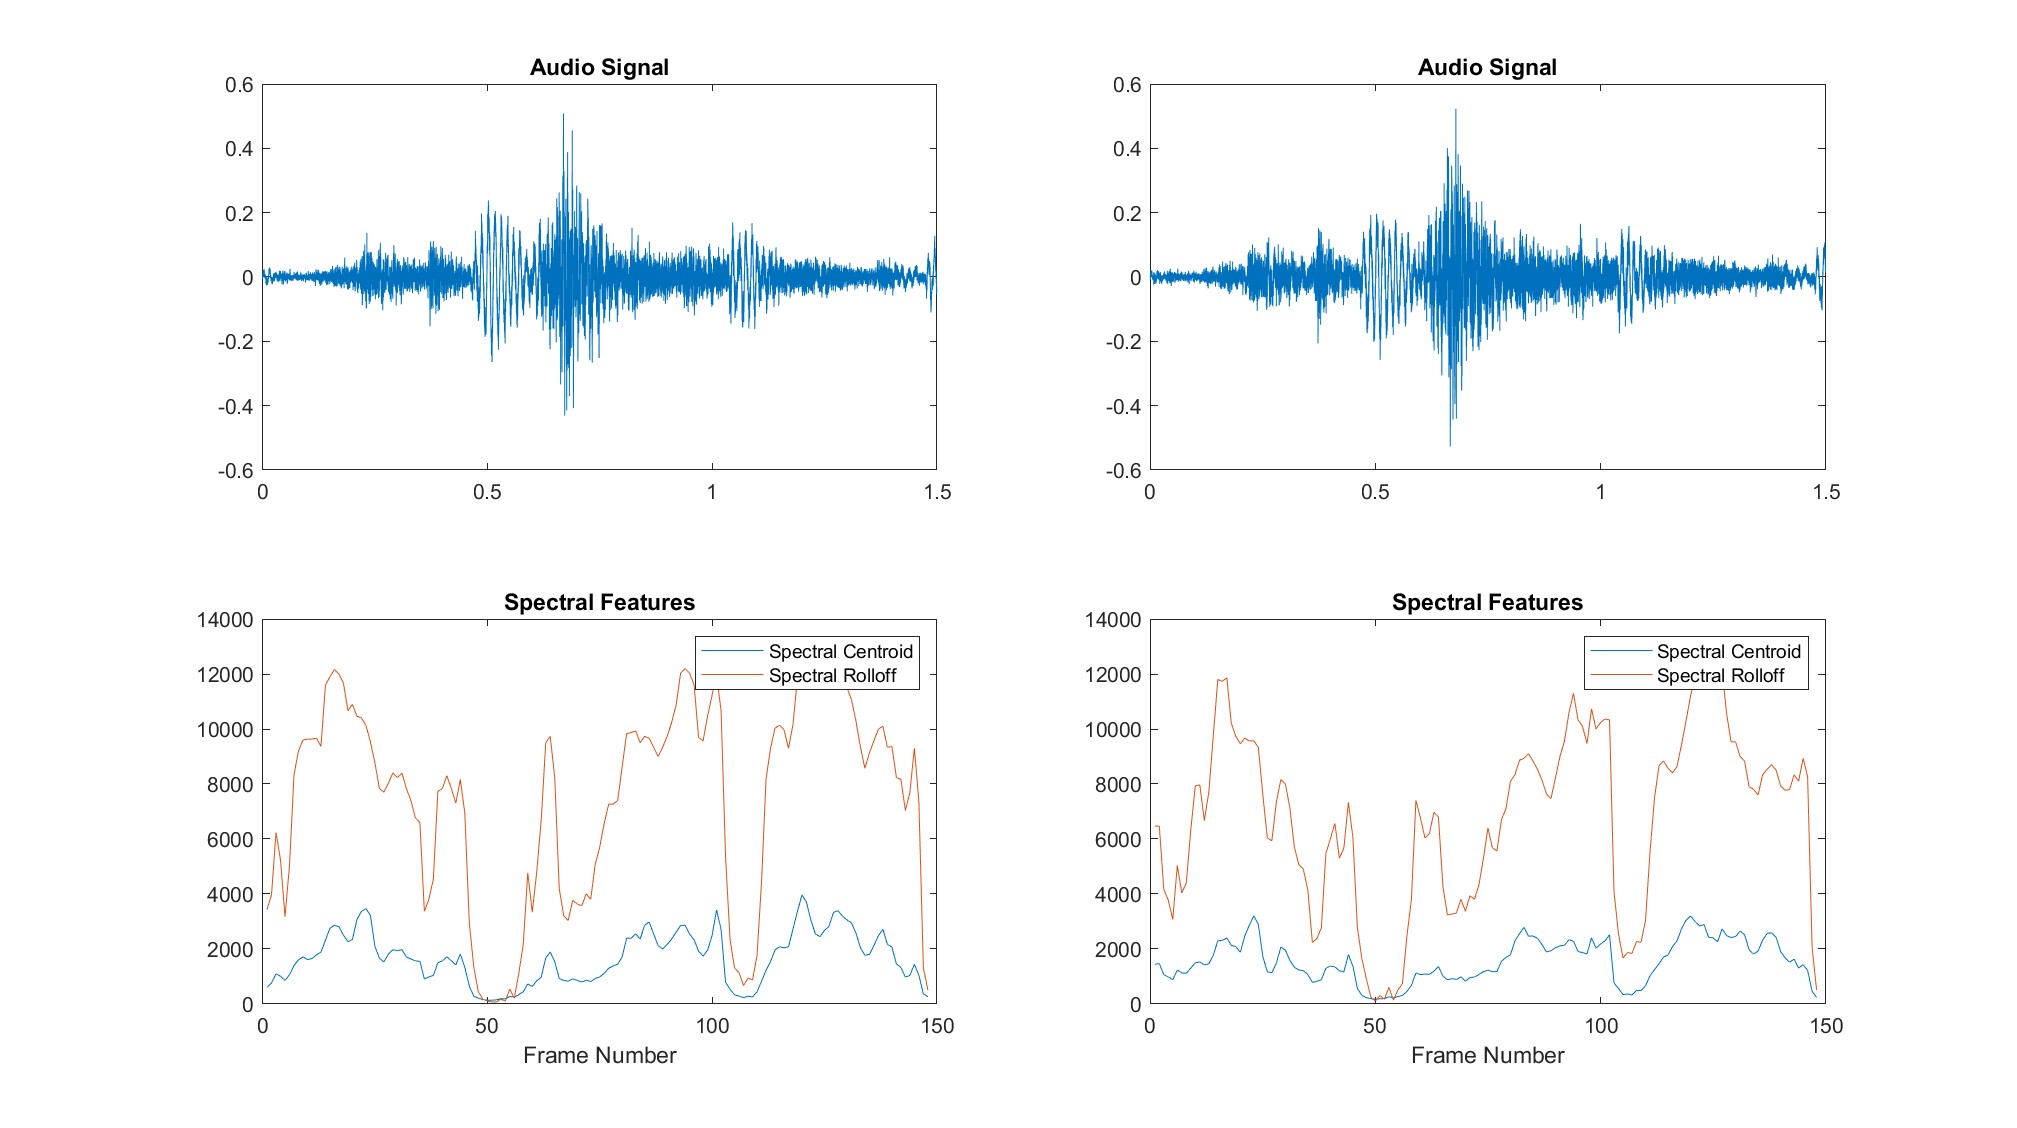 Audio Signal
0.6
0.4
0.2
0
-0.2
-0.4
-0.6
0 0.5 1 1.5
Audio Signal
0.6
0.4
0.2
0
-0.2
-0.4
-0.6
0 0.5 1 1.5
Spectral Features
14000
12000
10000
8000
6000
4000
2000
0
Spectral Centroid
Spectral Rolloff
0 50 100 150
Frame Number
Spectral Features
14000
12000
10000
8000
6000
4000
2000
0
Spectral Centroid
Spectral Rolloff
0 50 100 150
Frame Number